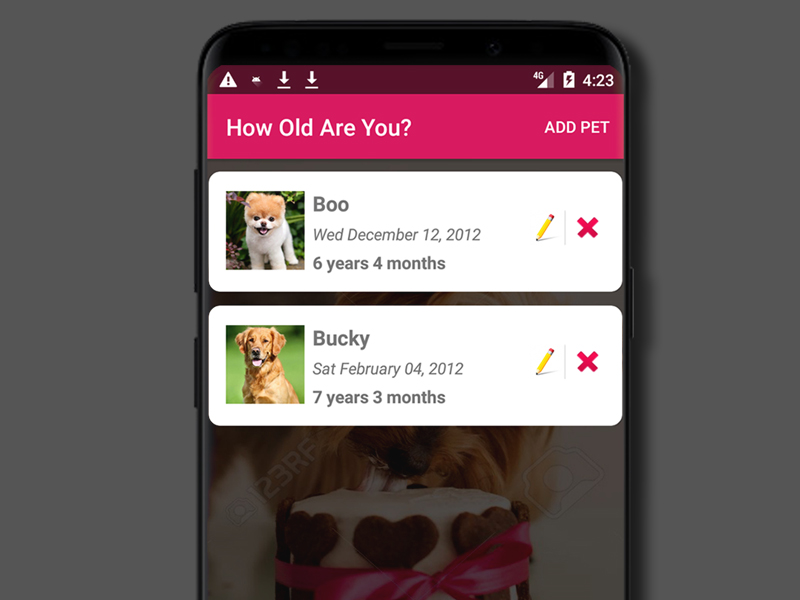 4G
4:23
How Old Are You?
ADD PET
Boo
Wed December 12, 2012
6 years 4 months
Bucky
Sat February 04, 2012
7 years 3 months
123RF